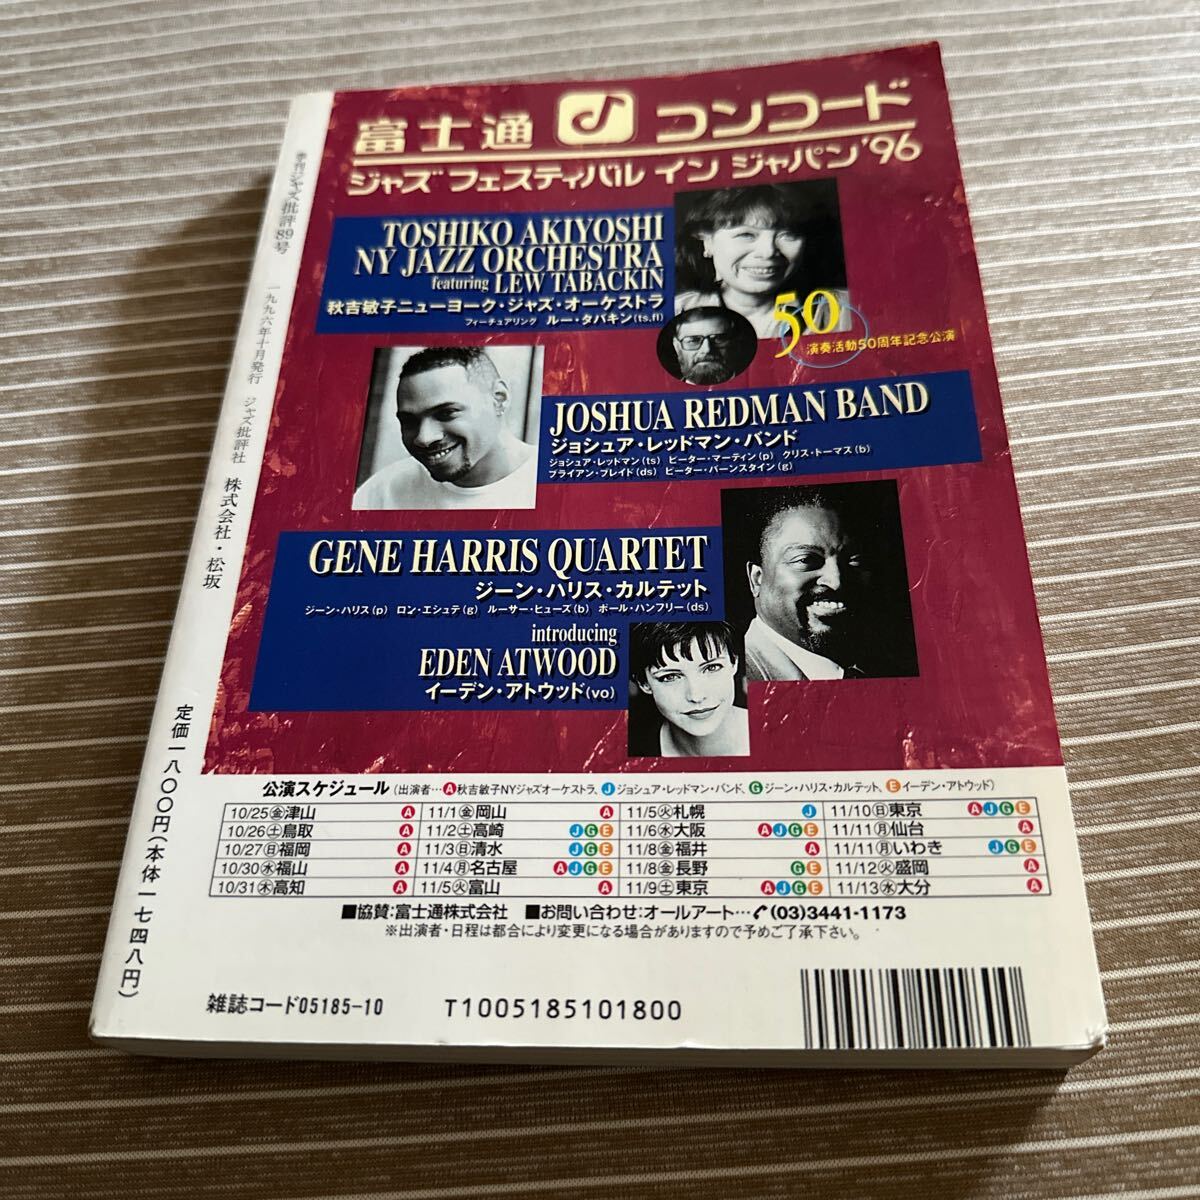 富士通 コンコード
ジャズ フェスティバル イン ジャパン'96
TOSHIKO AKIYOSHI
NY JAZZ ORCHESTRA
featuring LEW TABACKIN
秋吉敏子ニューヨーク・ジャズ・オーケストラ
フィーチュアリング ルー・タバキン(ts,fl)
50
演奏活動50周年記念公演
JOSHUA REDMAN BAND
ジョシュア・レッドマン・バンド
ジョシュア・レッドマン(ts) ピーター・マーティン(p) クリス・トーマス(b)
ブライアン・ブレイド(ds) ピーター・バーンスタイン(g)
GENE HARRIS QUARTET
ジーン・ハリス・カルテット
ジーン・ハリス(p) ロン・エシュテ(g) ルーサー・ヒューズ(b) ポール・ハンフリー(ds)
introducing
EDEN ATWOOD
イーデン・アトウッド(vo)
公演スケジュール(出演者…A秋吉敏子NYジャズオーケストラ、Jジョシュア・レッドマン・バンド、Gジーン・ハリス・カルテット、Eイーデン・アトウッド)
10/25㊎津山 A 11/1㊎岡山 A 11/5㊋札幌 J 11/10㊐東京 AJGE
10/26㊏鳥取 A 11/2㊏高崎 JGE 11/6㊌大阪 AJGE 11/11㊊仙台 A
10/27㊐福岡 A 11/3㊐清水 JGE 11/8㊎福井 A 11/11㊊いわき JGE
10/30㊌福山 A 11/4㊊名古屋 AJGE 11/8㊎長野 GE 11/12㊋盛岡 A
10/31㊍高知 A 11/5㊋富山 A 11/9㊏東京 AJGE 11/13㊌大分 A
■協賛:富士通株式会社 ■お問い合わせ:オールアート…(03)3441-1173
※出演者・日程は都合により変更になる場合がありますので予めご了承下さい。
雑誌コード05185-10
T1005185101800
季刊ジャズ批評89号 一九九六年十月発行 ジャズ批評社 株式会社・松坂
定価一八〇〇円(本体一七四八円)